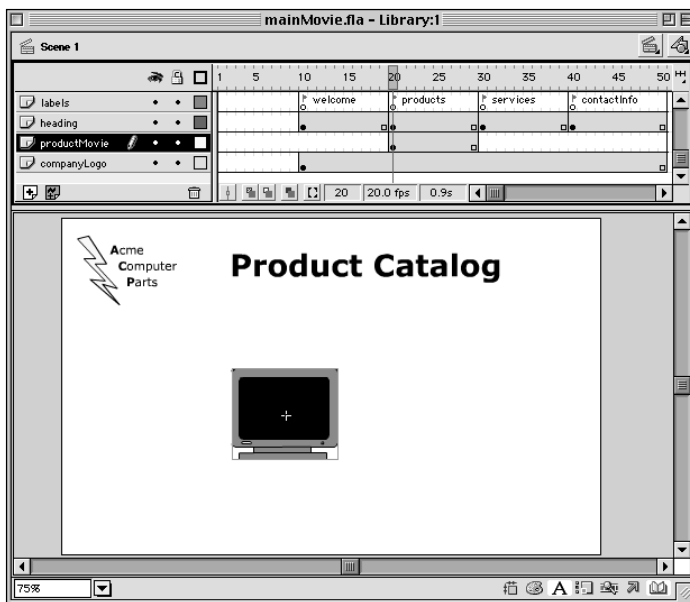 mainMovie.fla - Library:1
Scene 1
1 5 10 15 20 25 30 35 40 45 50
labels
welcome products services contactInfo
heading
productMovie
companyLogo
20 20.0 fps 0.9s
Acme
Computer
Parts
Product Catalog
75%
A